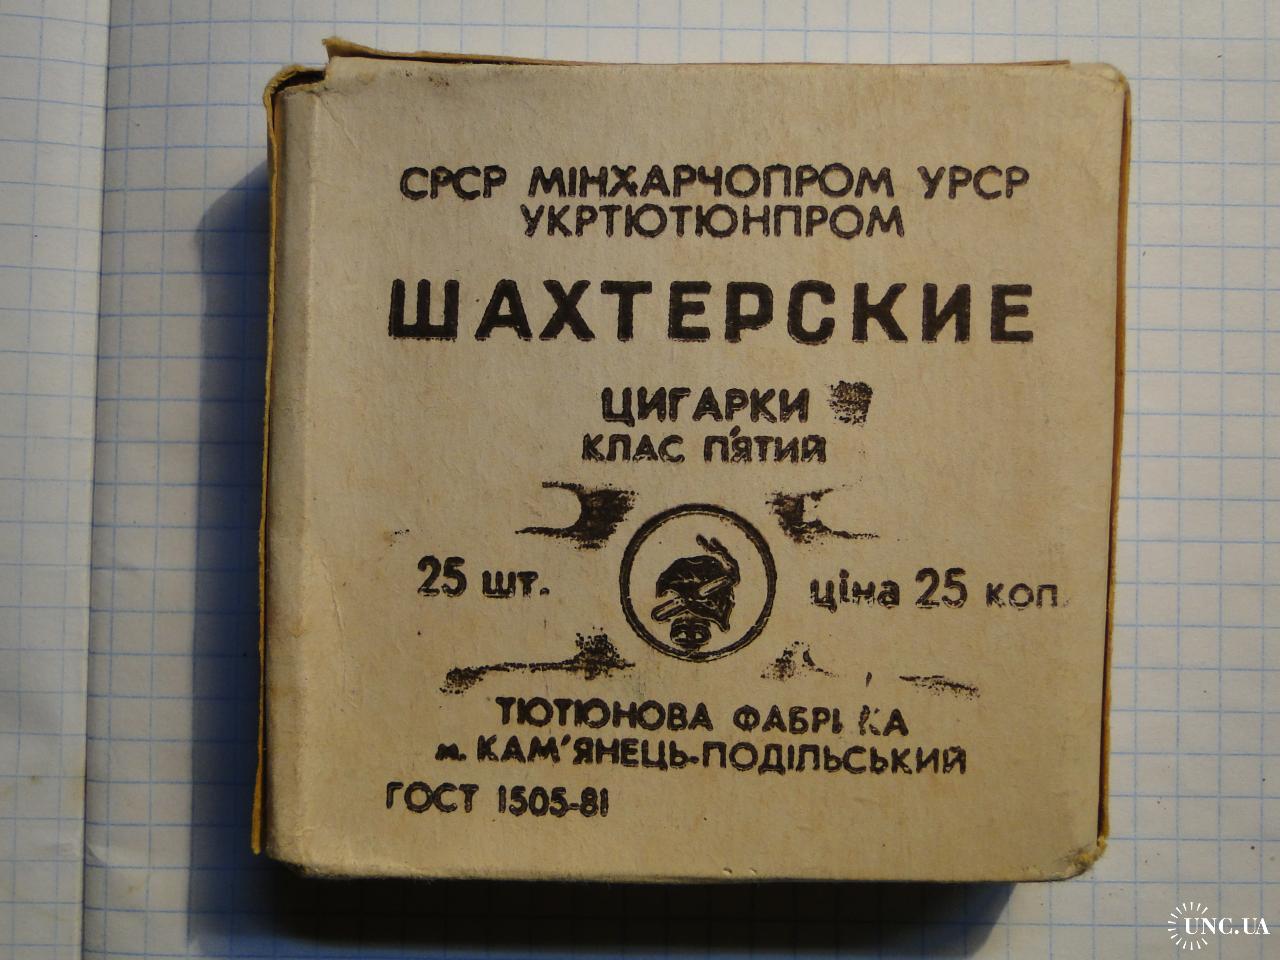 СРСР МІНХАРЧОПРОМ УРСР
УКРТЮТЮНПРОМ
ШАХТЕРСКИЕ
ЦИГАРКИ
КЛАС П'ЯТИЙ
25 шт.
ціна 25 коп
ТЮТЮНОВА ФАБРІКА
м. КАМ'ЯНЕЦЬ-ПОДІЛЬСЬКИЙ
ГОСТ 1505-81
UNC.UA